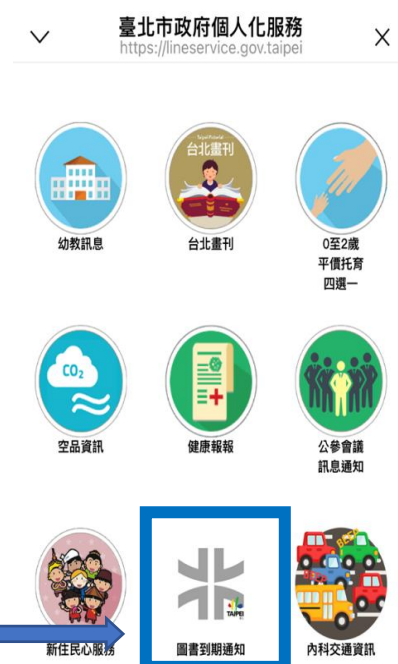 臺北市政府個人化服務
https://lineservice.gov.taipei
台北畫刊
幼教訊息
台北畫刊
0至2歲
平價托育
四選一
CO₂
空品資訊
健康報報
公參會議
訊息通知
TAIPEI
新住民心服務
圖書到期通知
內科交通資訊